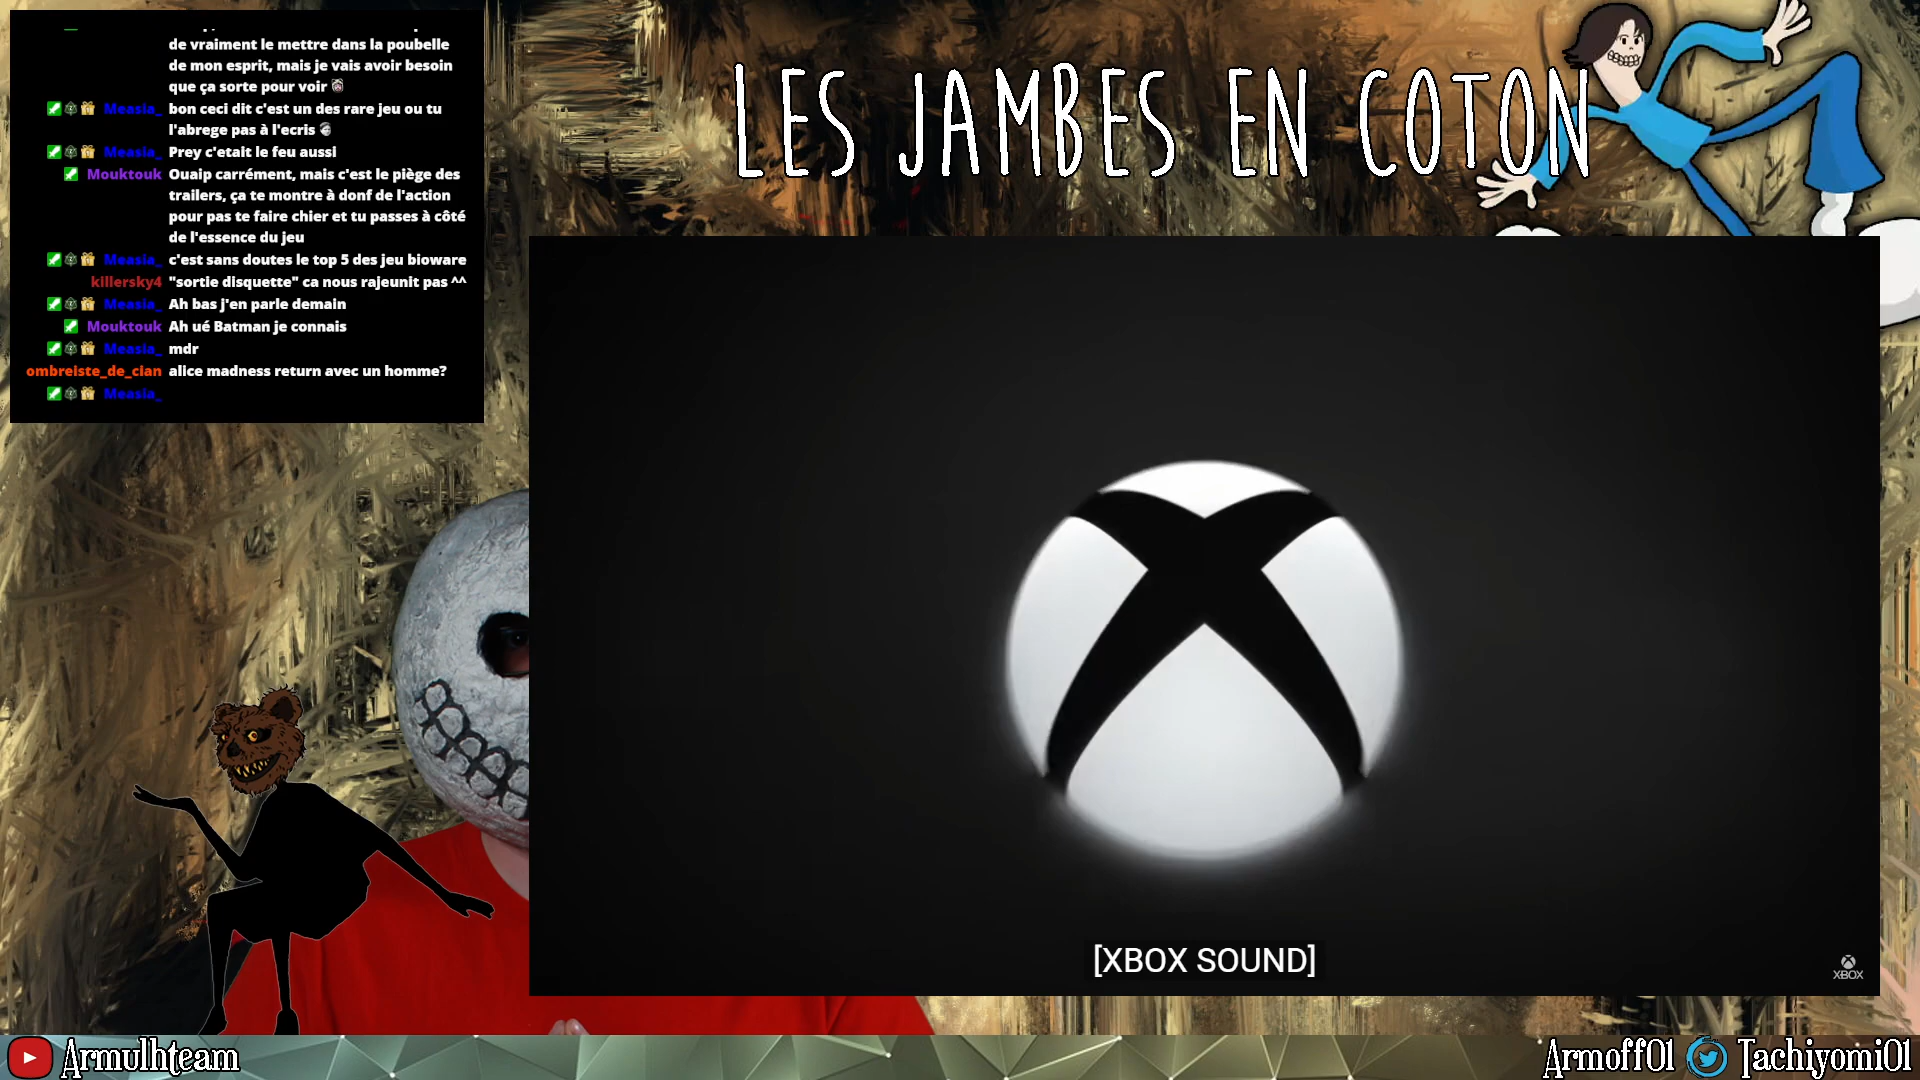 LES JAMBES EN COTON
de vraiment le mettre dans la poubelle
de mon esprit, mais je vais avoir besoin
que ça sorte pour voir
Measia_ bon ceci dit c'est un des rare jeu ou tu
l'abrege pas à l'ecris
Measia_ Prey c'etait le feu aussi
Mouktouk Ouaip carrément, mais c'est le piège des
trailers, ça te montre à donf de l'action
pour pas te faire chier et tu passes à côté
de l'essence du jeu
Measia_ c'est sans doutes le top 5 des jeu bioware
killersky4 "sortie disquette" ca nous rajeunit pas ^^
Measia_ Ah bas j'en parle demain
Mouktouk Ah ué Batman je connais
Measia_ mdr
ombreiste_de_clan alice madness return avec un homme?
Measia_
[XBOX SOUND]
XBOX
Armulhteam
Armoff01
Tachiyomi01